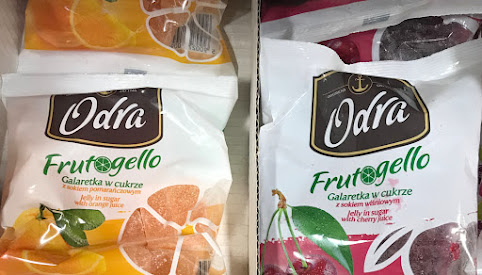 Odra
Frutogello
Galaretka w cukrze
z sokiem pomarańczowym
Jelly in sugar
with orange juice
Odra
Frutogello
Galaretka w cukrze
z sokiem wiśniowym
Jelly in sugar
with cherry juice